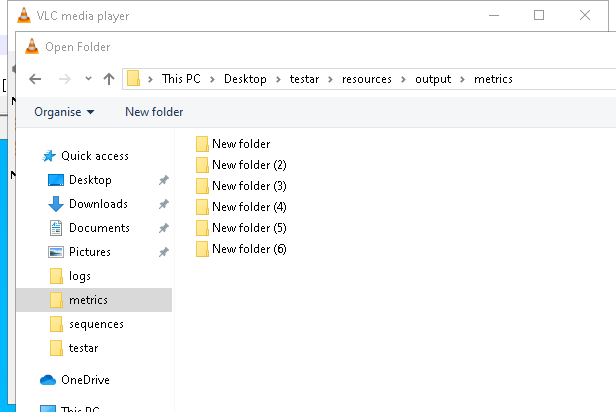 VLC media player
Open Folder
This PC > Desktop > testar > resources > output > metrics
Organise New folder
Quick access
Desktop
Downloads
Documents
Pictures
logs
metrics
sequences
testar
OneDrive
This PC
New folder
New folder (2)
New folder (3)
New folder (4)
New folder (5)
New folder (6)